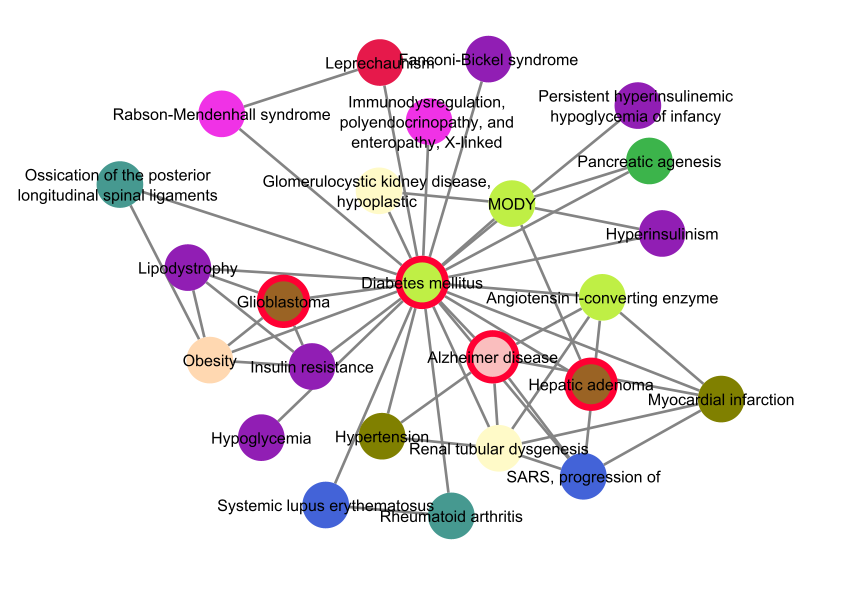 Leprechaunism
Fanconi-Bickel syndrome
Rabson-Mendenhall syndrome
Immunodysregulation,
polyendocrinopathy, and
enteropathy, X-linked
Persistent hyperinsulinemic
hypoglycemia of infancy
Pancreatic agenesis
Ossication of the posterior
longitudinal spinal ligaments
Glomerulocystic kidney disease,
hypoplastic
MODY
Hyperinsulinism
Lipodystrophy
Diabetes mellitus
Glioblastoma
Angiotensin I-converting enzyme
Obesity
Insulin resistance
Alzheimer disease
Hepatic adenoma
Myocardial infarction
Hypoglycemia
Hypertension
Renal tubular dysgenesis
SARS, progression of
Systemic lupus erythematosus
Rheumatoid arthritis